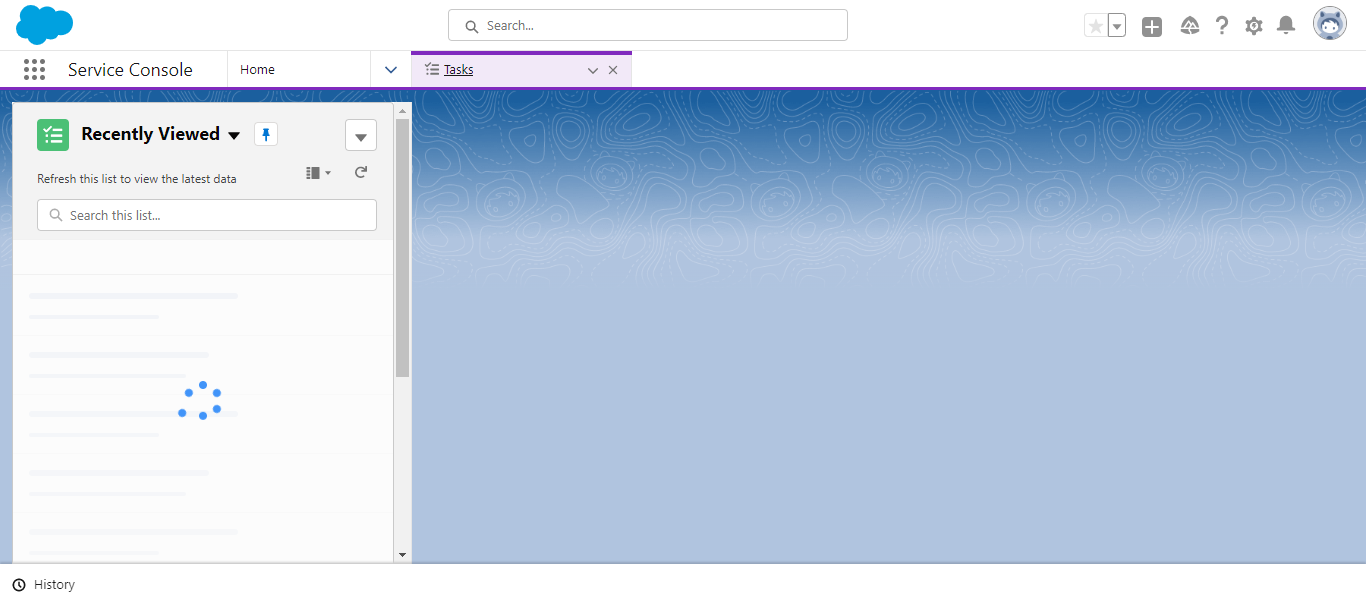 Search...
Service Console
Home
Tasks
Recently Viewed
Refresh this list to view the latest data
Search this list...
History